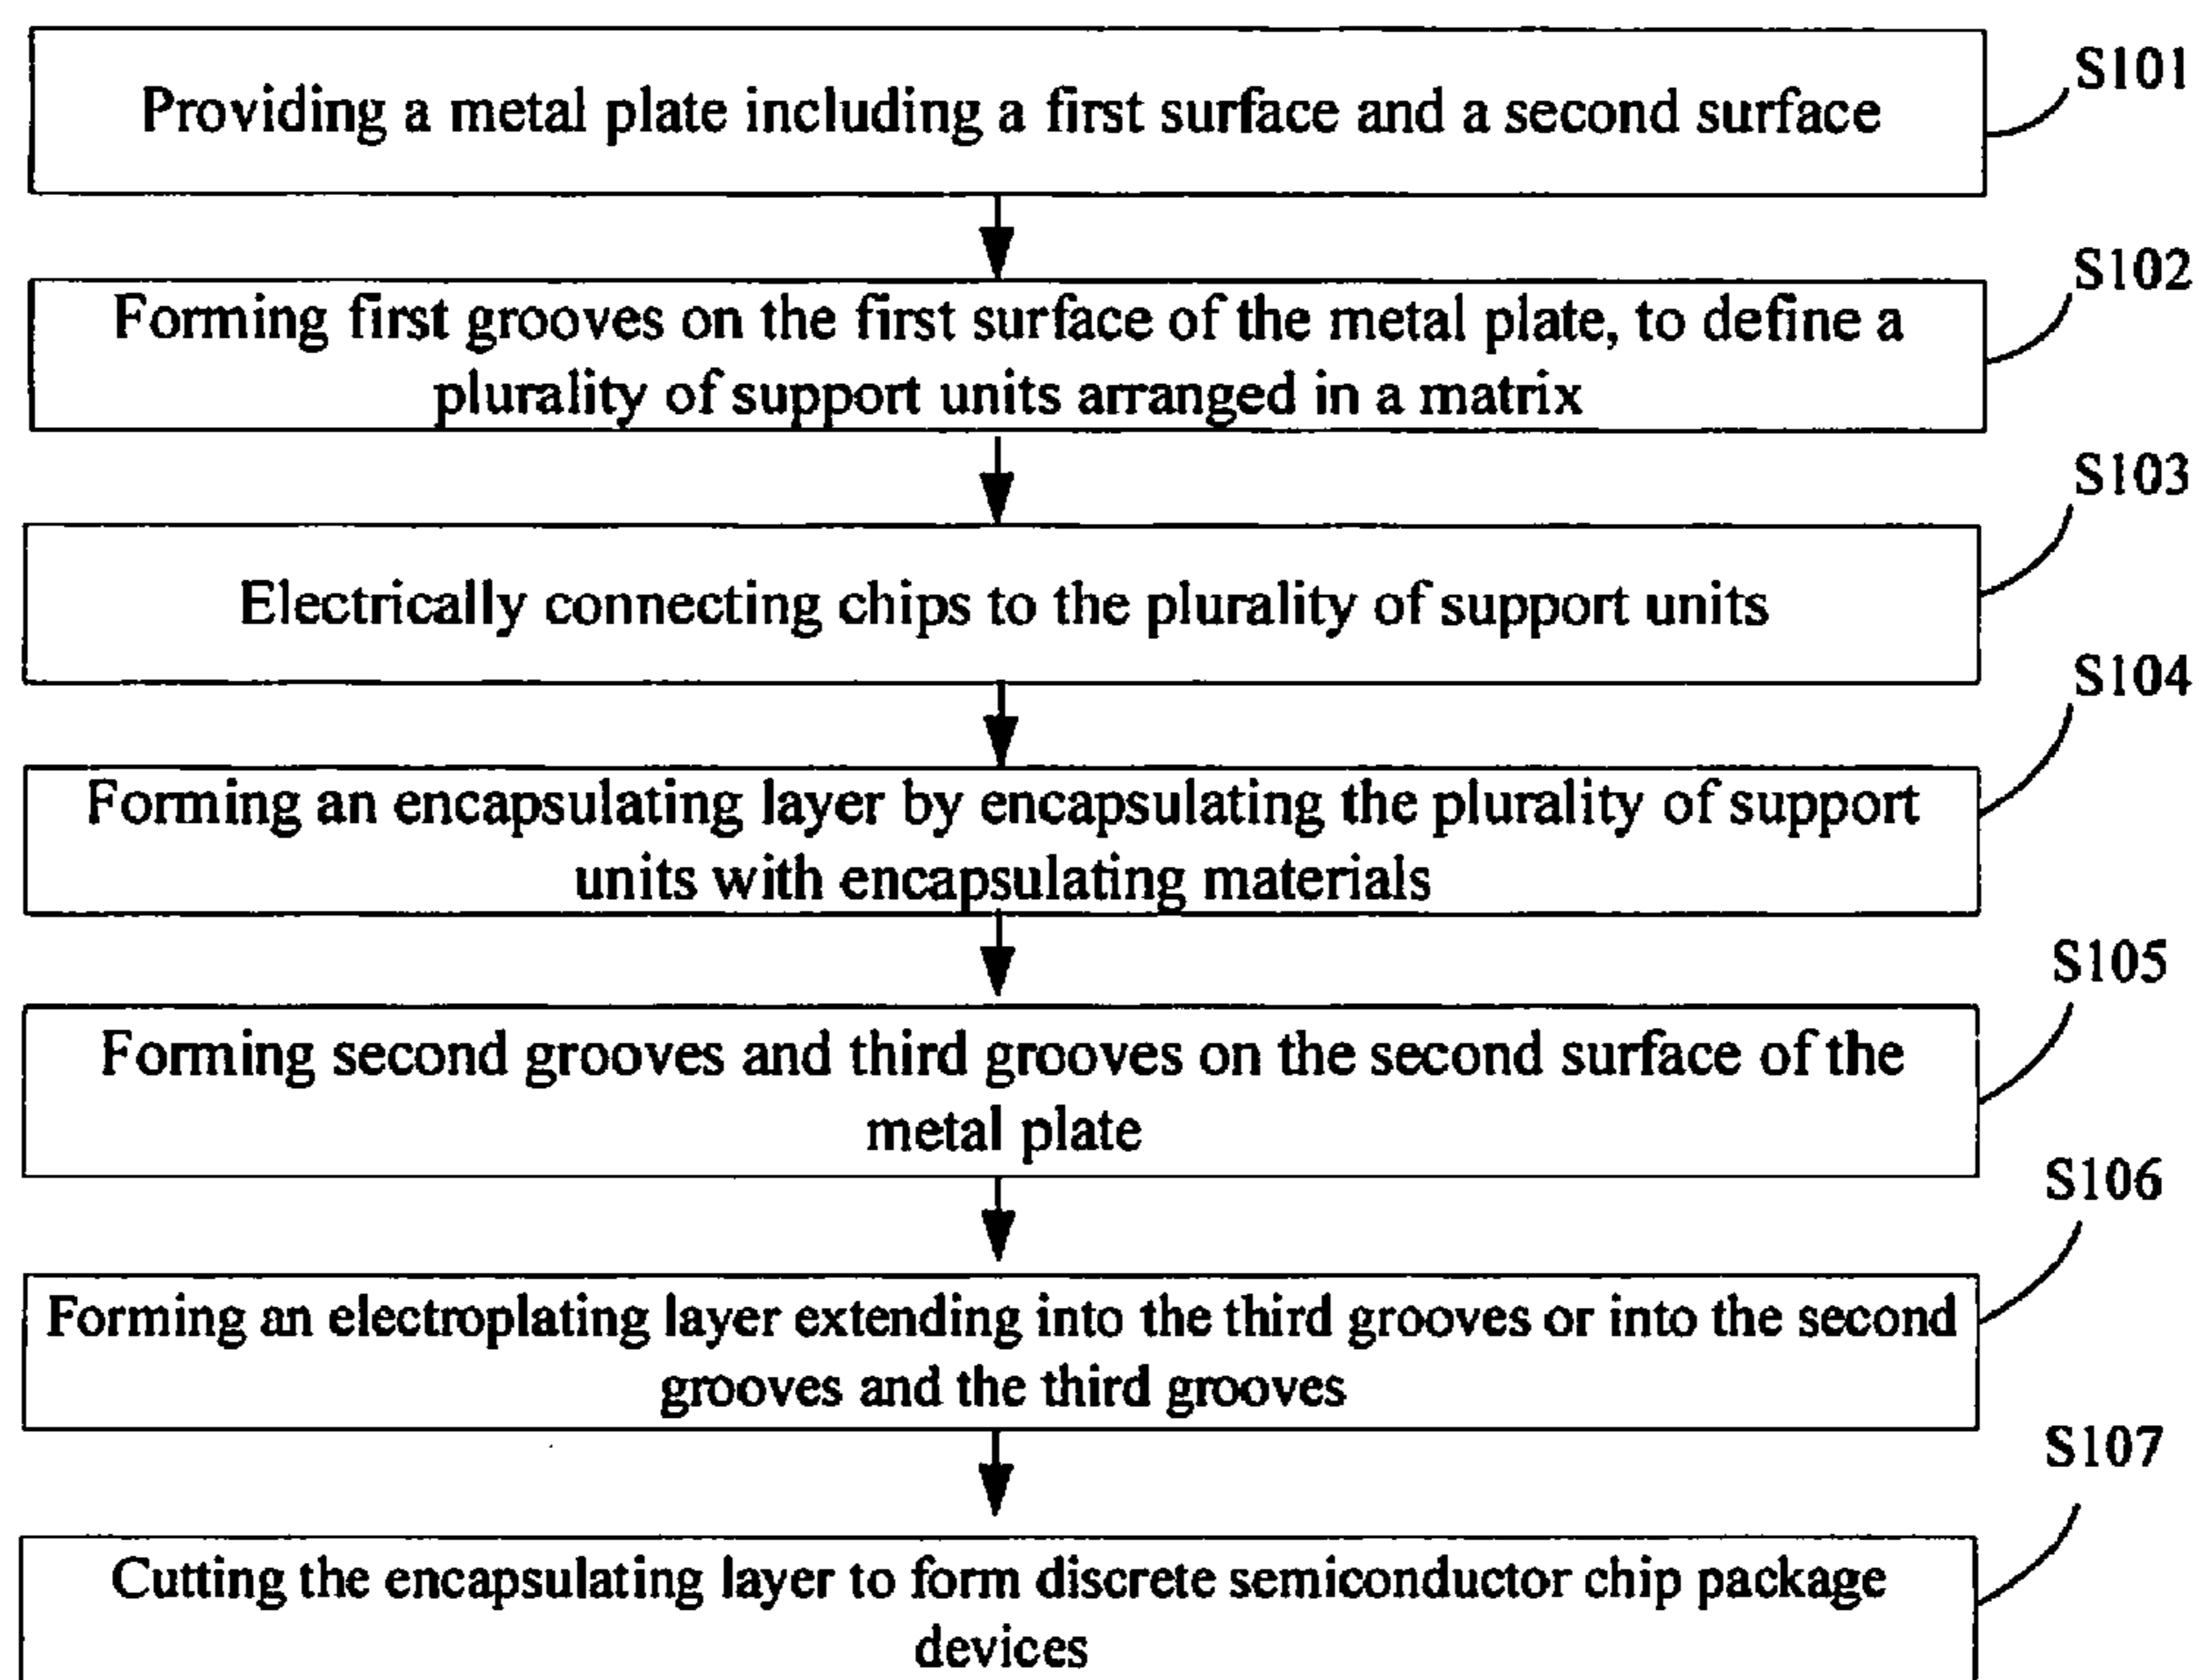 Providing a metal plate including a first surface and a second surface
S101
Forming first grooves on the first surface of the metal plate, to define a
plurality of support units arranged in a matrix
S102
Electrically connecting chips to the plurality of support units
S103
Forming an encapsulating layer by encapsulating the plurality of support
units with encapsulating materials
S104
Forming second grooves and third grooves on the second surface of the
metal plate
S105
Forming an electroplating layer extending into the third grooves or into the second
grooves and the third grooves
S106
Cutting the encapsulating layer to form discrete semiconductor chip package
devices
S107